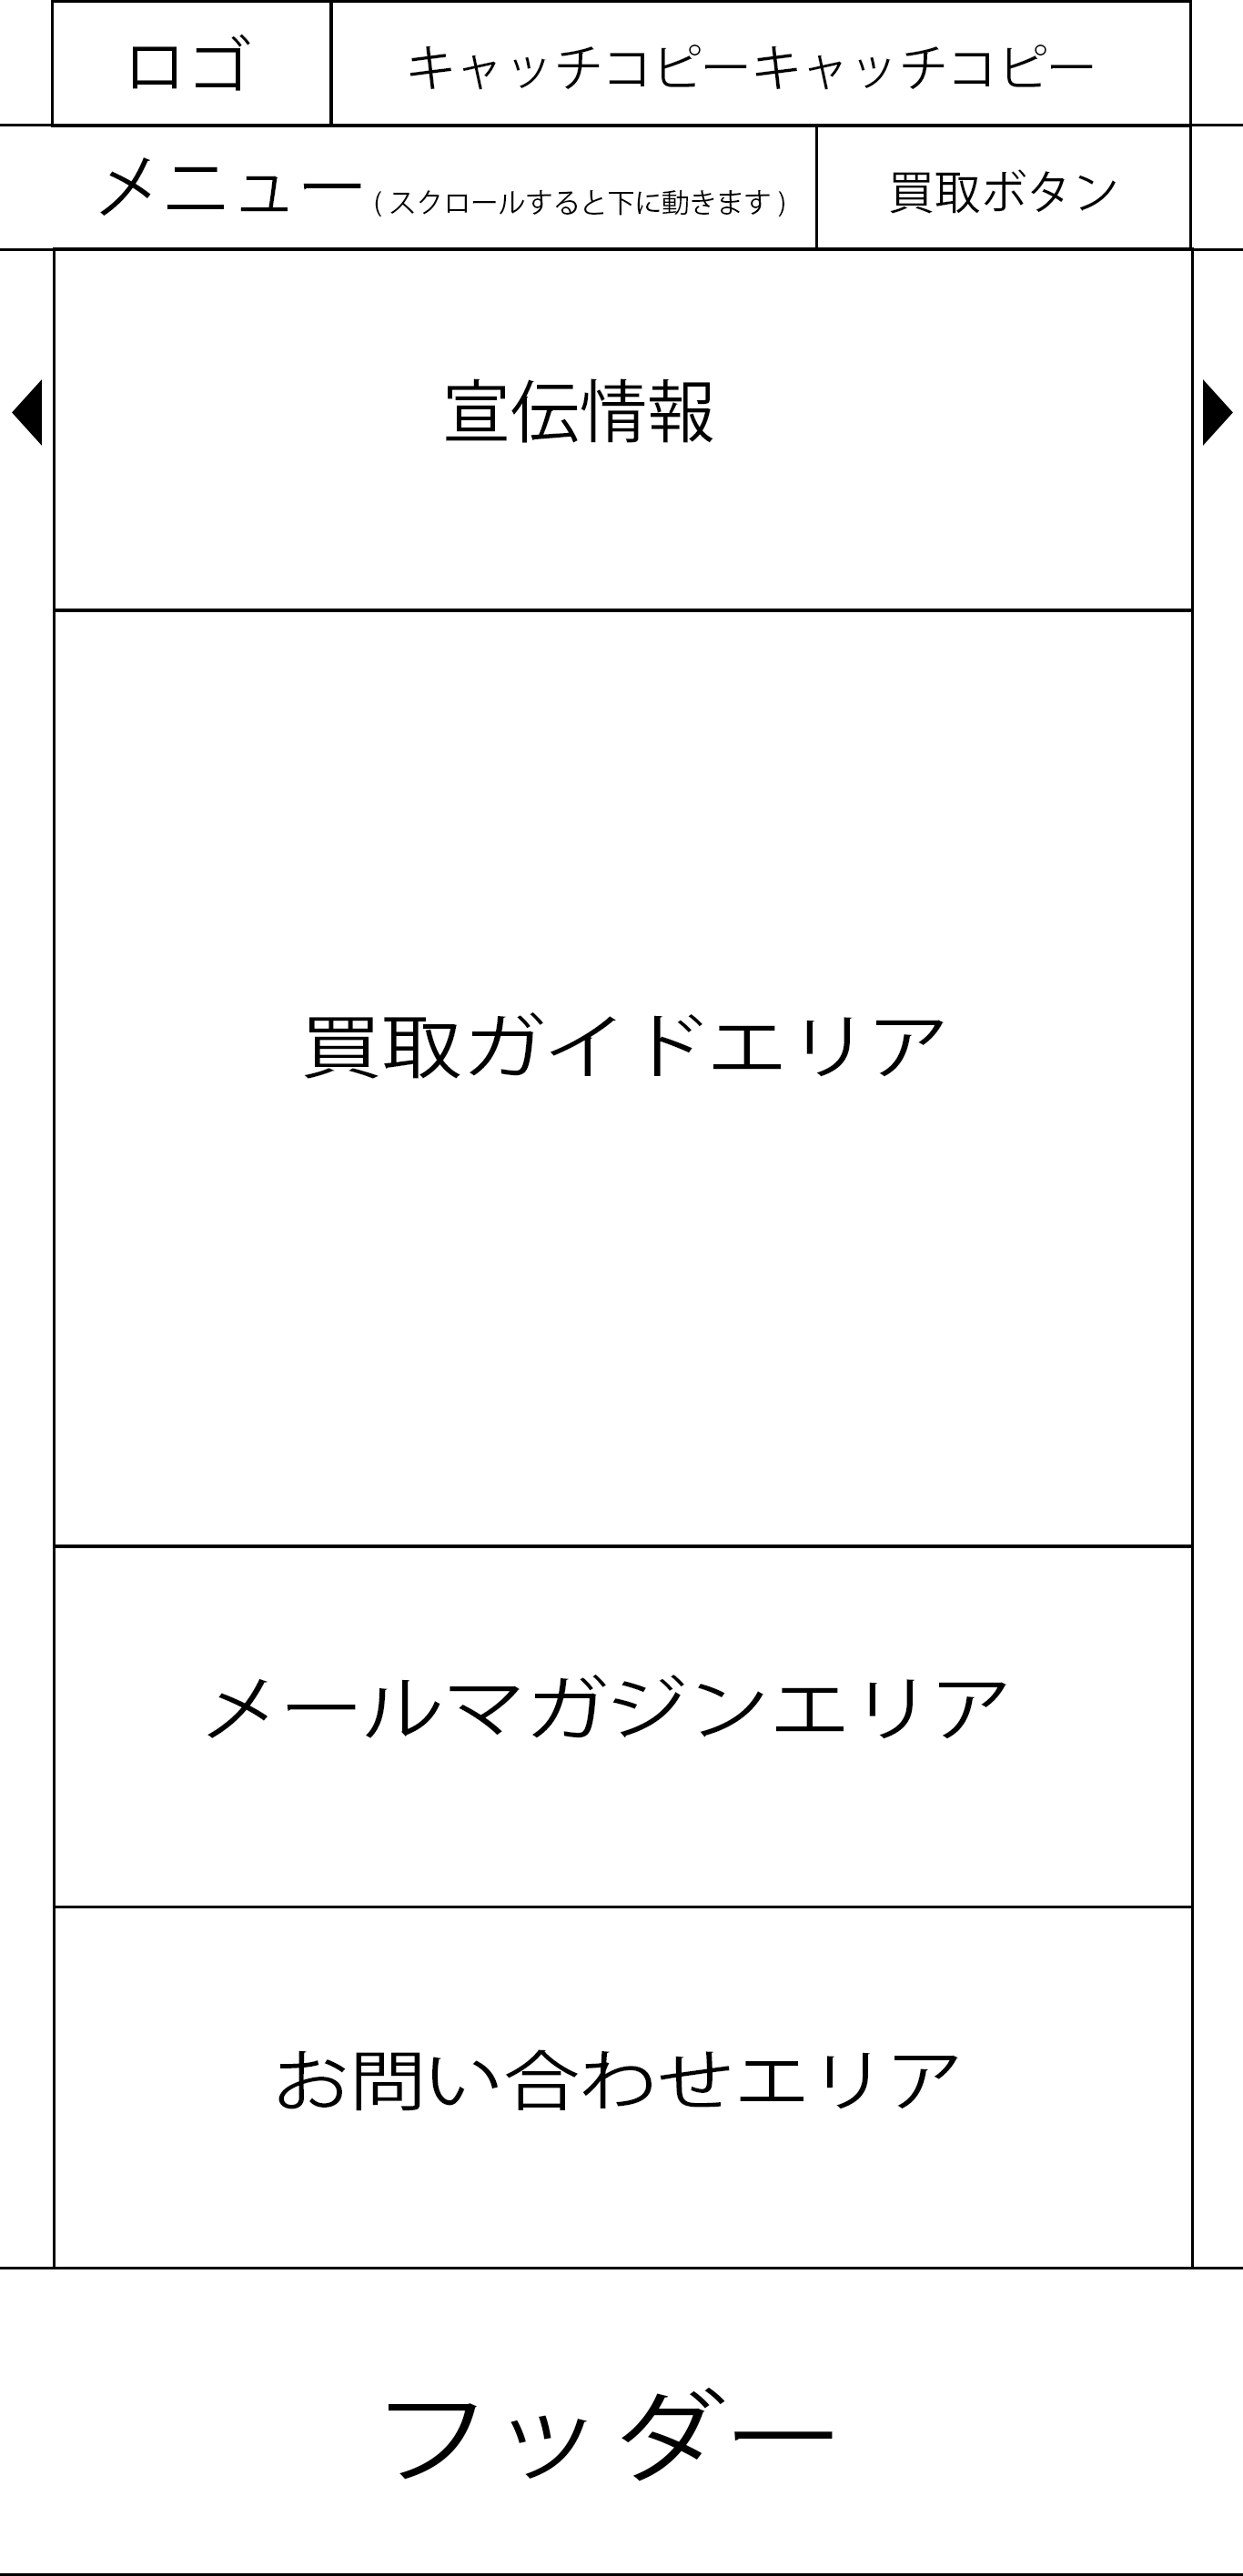 ロゴ
キャッチコピーキャッチコピー
メニュー(スクロールすると下に動きます)
買取ボタン
宣伝情報
買取ガイドエリア
メールマガジンエリア
お問い合わせエリア
フッダー